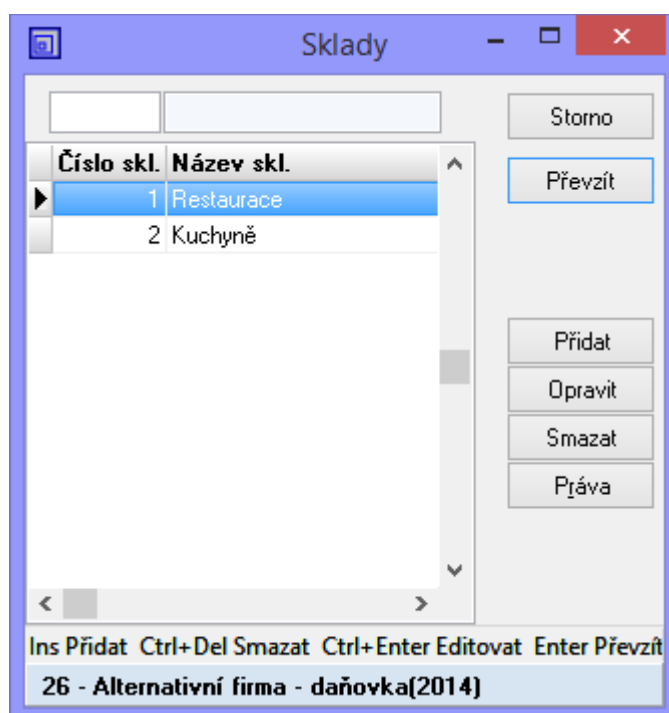 Sklady
Storno
Číslo skl. Název skl.
Převzít
1 Restaurace
2 Kuchyně
Přidat
Opravit
Smazat
Práva
Ins Přidat Ctrl+Del Smazat Ctrl+Enter Editovat Enter Převzít
26 - Alternativní firma - daňovka(2014)